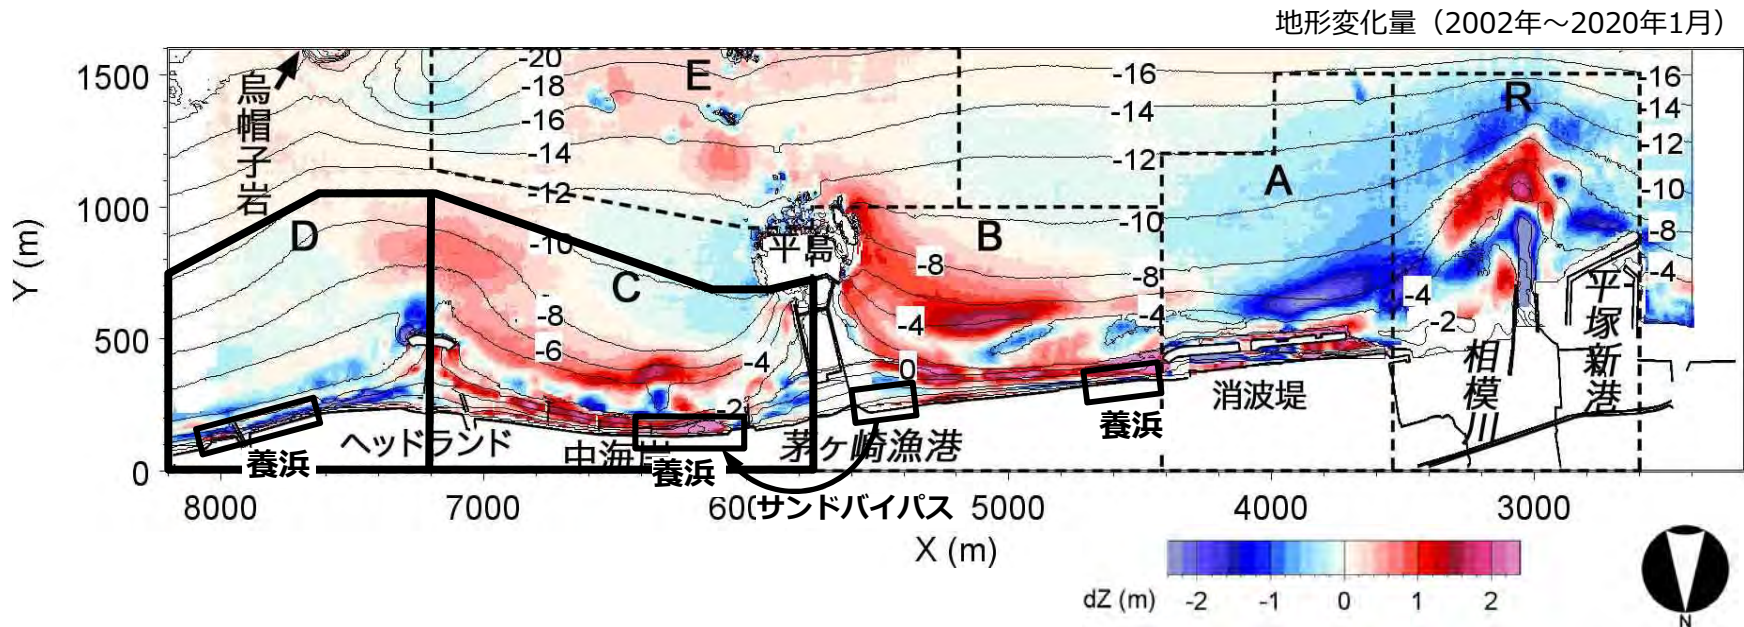 地形変化量（2002年～2020年1月）
Y (m)
1500
1000
500
0
烏帽子岩
-20
-18
-16
-14
-12
-10
-8
-6
-4
-2
E
D
C
平島
B
-8
-4
0
-16
-14
-12
-10
-8
-4
A
R
-4
-2
-16
-14
-12
-10
-8
-4
平塚新港
相模川
消波堤
養浜
茅ヶ崎漁港
中海岸
養浜
ヘッドランド
養浜
サンドバイパス
8000
7000
600
5000
4000
3000
X (m)
dZ (m)
-2
-1
0
1
2
N